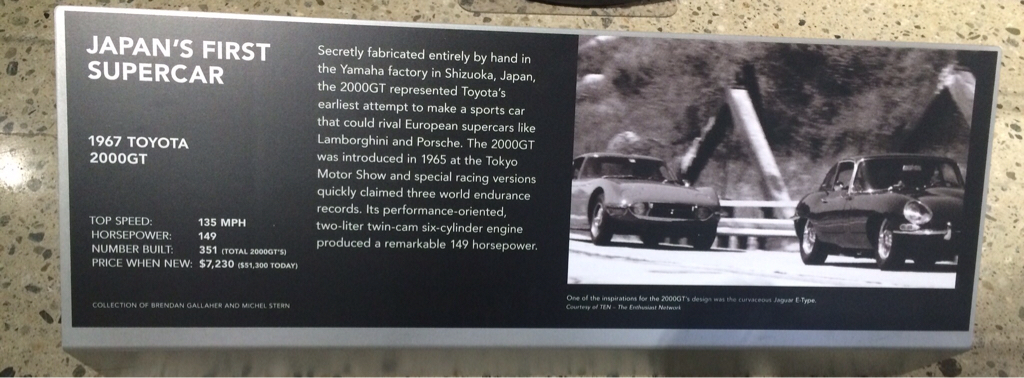 JAPAN'S FIRST
SUPERCAR
1967 TOYOTA
2000GT
TOP SPEED: 135 MPH
HORSEPOWER: 149
NUMBER BUILT: 351 (TOTAL 2000GT'S)
PRICE WHEN NEW: $7,230 ($51,300 TODAY)
COLLECTION OF BRENDAN GALLAHER AND MICHEL STERN
Secretly fabricated entirely by hand in
the Yamaha factory in Shizuoka, Japan,
the 2000GT represented Toyota's
earliest attempt to make a sports car
that could rival European supercars like
Lamborghini and Porsche. The 2000GT
was introduced in 1965 at the Tokyo
Motor Show and special racing versions
quickly claimed three world endurance
records. Its performance-oriented,
two-liter twin-cam six-cylinder engine
produced a remarkable 149 horsepower.
One of the inspirations for the 2000GT's design was the curvaceous Jaguar E-Type.
Courtesy of TEN – The Enthusiast Network